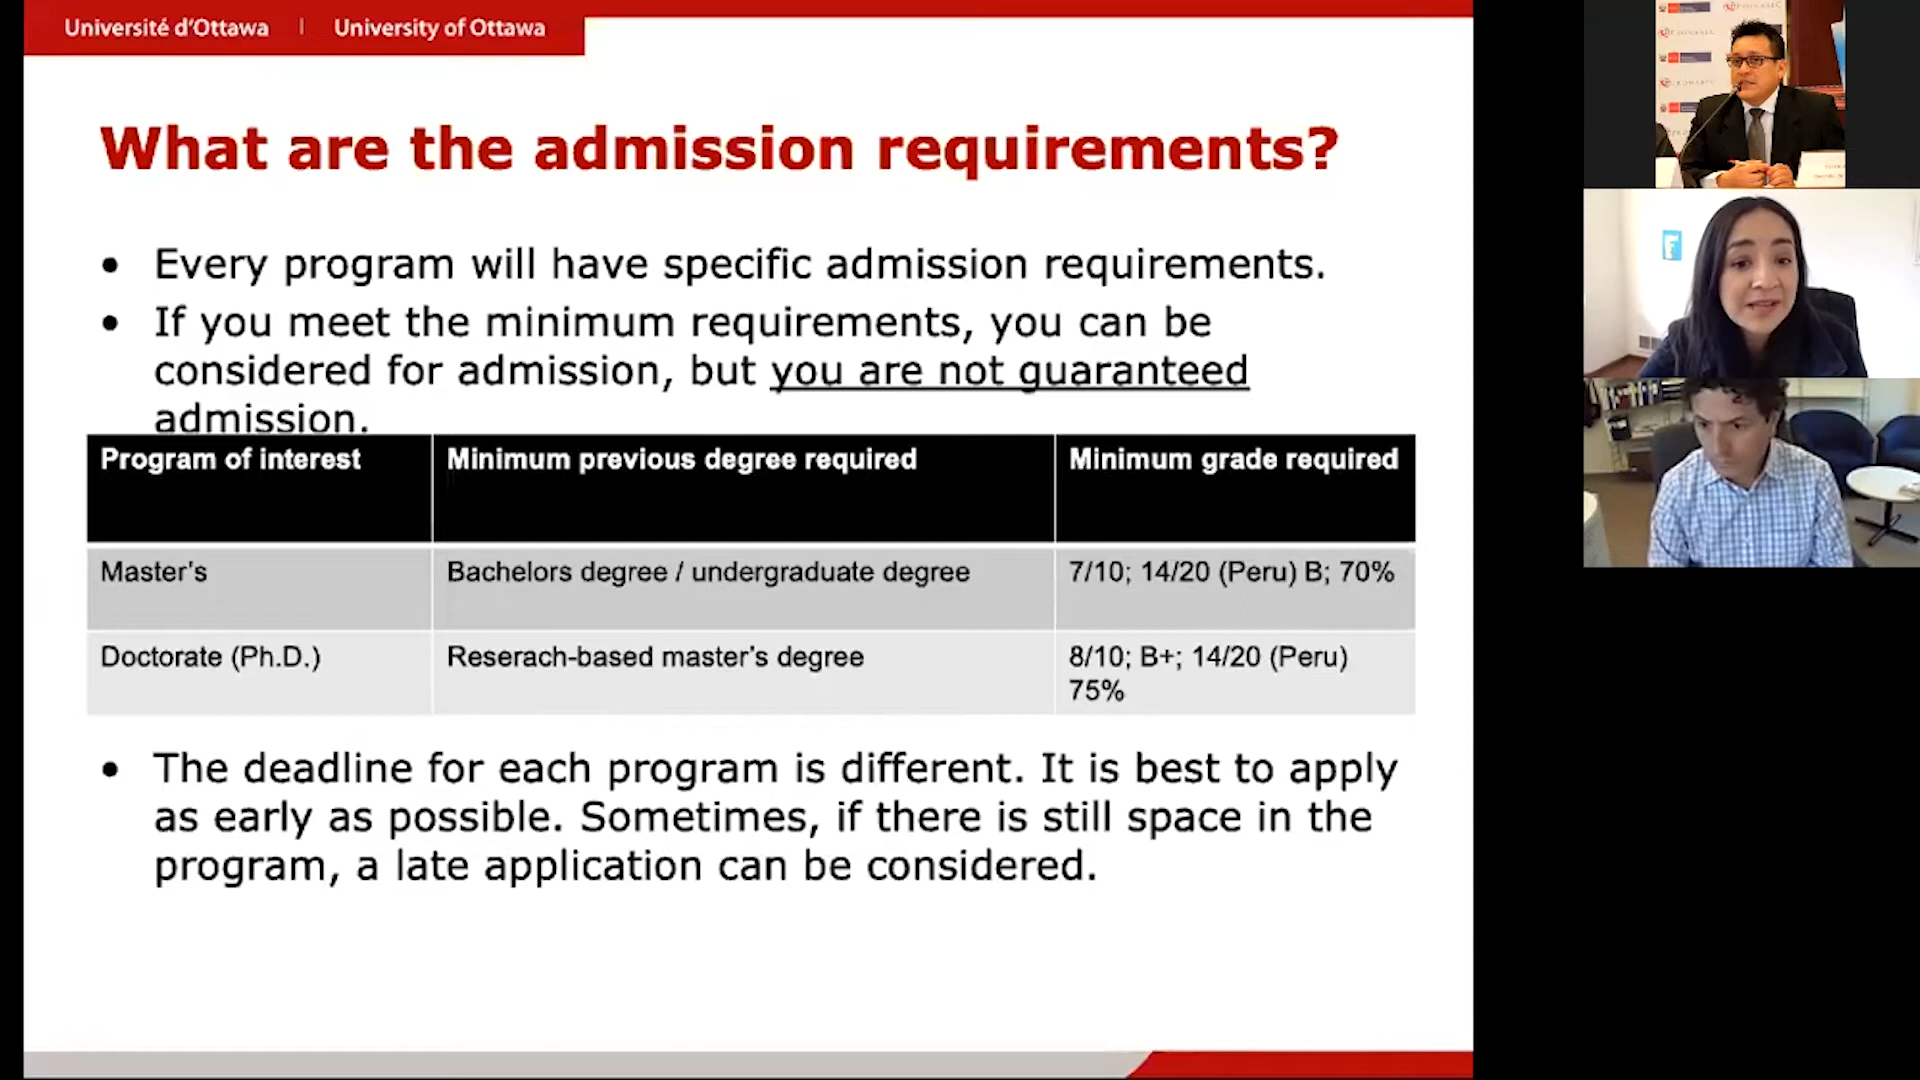 Université d'Ottawa | University of Ottawa
What are the admission requirements?
• Every program will have specific admission requirements.
• If you meet the minimum requirements, you can be
considered for admission, but you are not guaranteed
admission.
Program of interest Minimum previous degree required Minimum grade required
Master's Bachelors degree / undergraduate degree 7/10; 14/20 (Peru) B; 70%
Doctorate (Ph.D.) Reserach-based master's degree 8/10; B+; 14/20 (Peru)
75%
• The deadline for each program is different. It is best to apply
as early as possible. Sometimes, if there is still space in the
program, a late application can be considered.